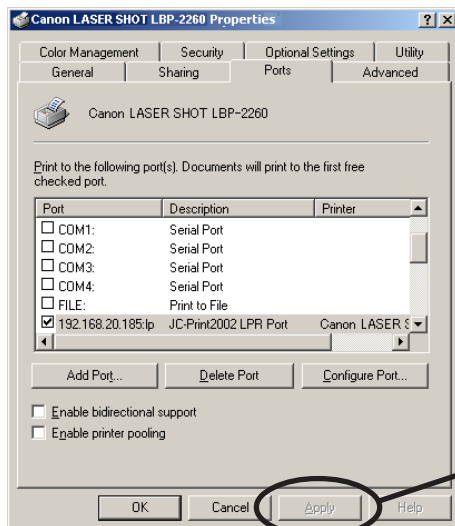 Canon LASER SHOT LBP-2260 Properties
Color Management Security Optional Settings Utility
General Sharing Ports Advanced
Canon LASER SHOT LBP-2260
Print to the following port(s). Documents will print to the first free
checked port.
Port Description Printer
COM1: Serial Port
COM2: Serial Port
COM3: Serial Port
COM4: Serial Port
FILE: Print to File
192.168.20.185:lp JC-Print2002 LPR Port Canon LASER S
Add Port... Delete Port Configure Port...
Enable bidirectional support
Enable printer pooling
OK Cancel Apply Help